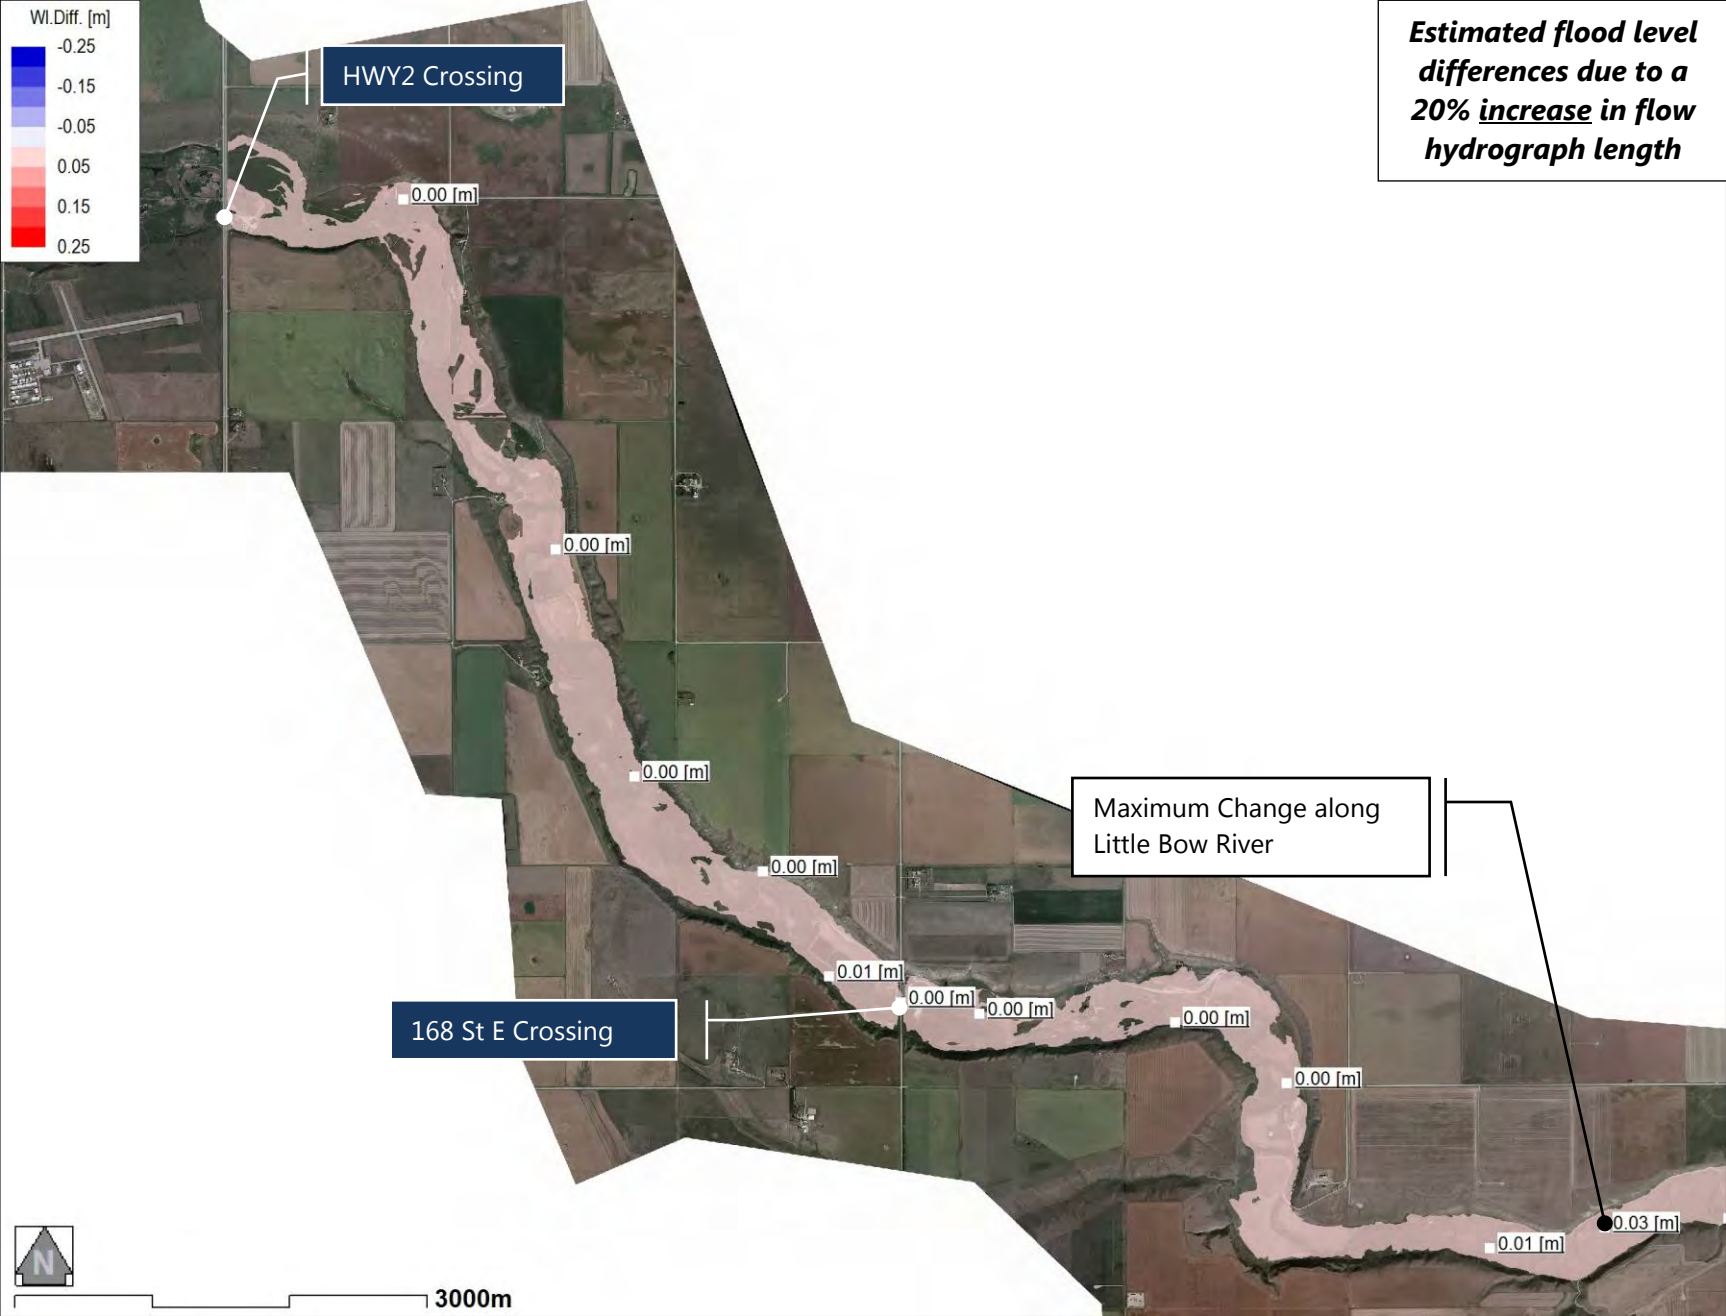 Wl.Diff. [m]
-0.25
-0.15
-0.05
0.05
0.15
0.25
HWY2 Crossing
Estimated flood level
differences due to a
20% increase in flow
hydrograph length
0.00 [m]
0.00 [m]
0.00 [m]
Maximum Change along
Little Bow River
0.00 [m]
0.01 [m]
0.00 [m]
0.00 [m]
0.00 [m]
168 St E Crossing
0.00 [m]
0.03 [m]
0.01 [m]
N
3000m